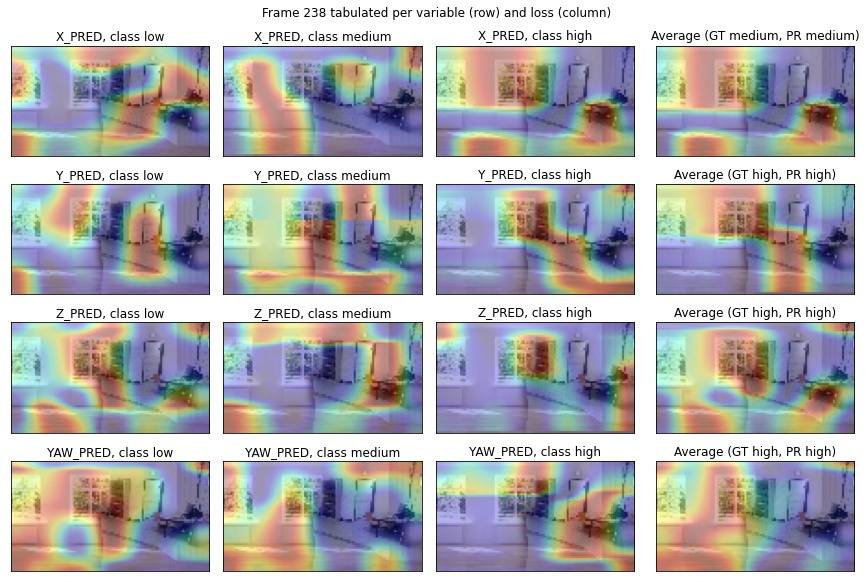 Frame 238 tabulated per variable (row) and loss (column)
X_PRED, class low
X_PRED, class medium
X_PRED, class high
Average (GT medium, PR medium)
Y_PRED, class low
Y_PRED, class medium
Y_PRED, class high
Average (GT high, PR high)
Z_PRED, class low
Z_PRED, class medium
Z_PRED, class high
Average (GT high, PR high)
YAW_PRED, class low
YAW_PRED, class medium
YAW_PRED, class high
Average (GT high, PR high)